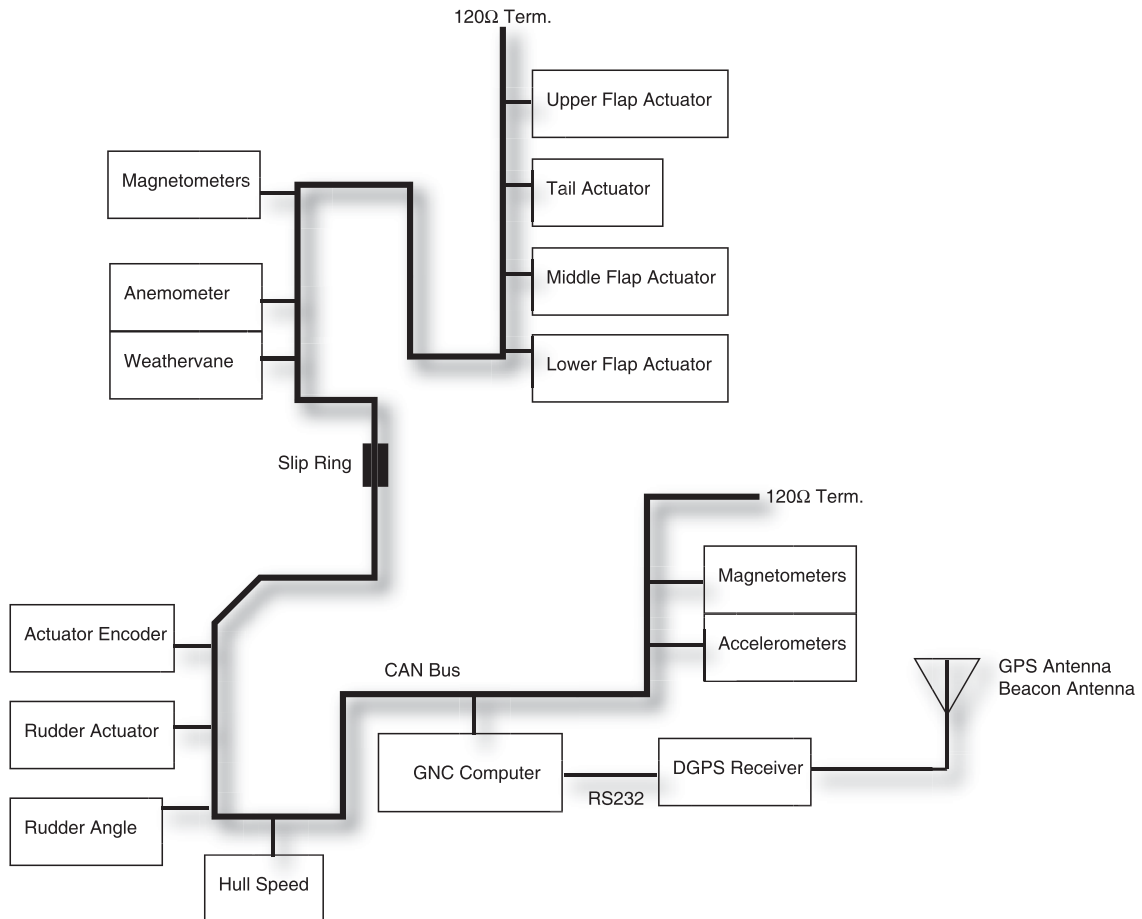 120Ω Term.
Upper Flap Actuator
Magnetometers
Tail Actuator
Anemometer
Middle Flap Actuator
Weathervane
Lower Flap Actuator
Slip Ring
120Ω Term.
Magnetometers
Actuator Encoder
Accelerometers
CAN Bus
GPS Antenna
Beacon Antenna
Rudder Actuator
GNC Computer
DGPS Receiver
RS232
Rudder Angle
Hull Speed